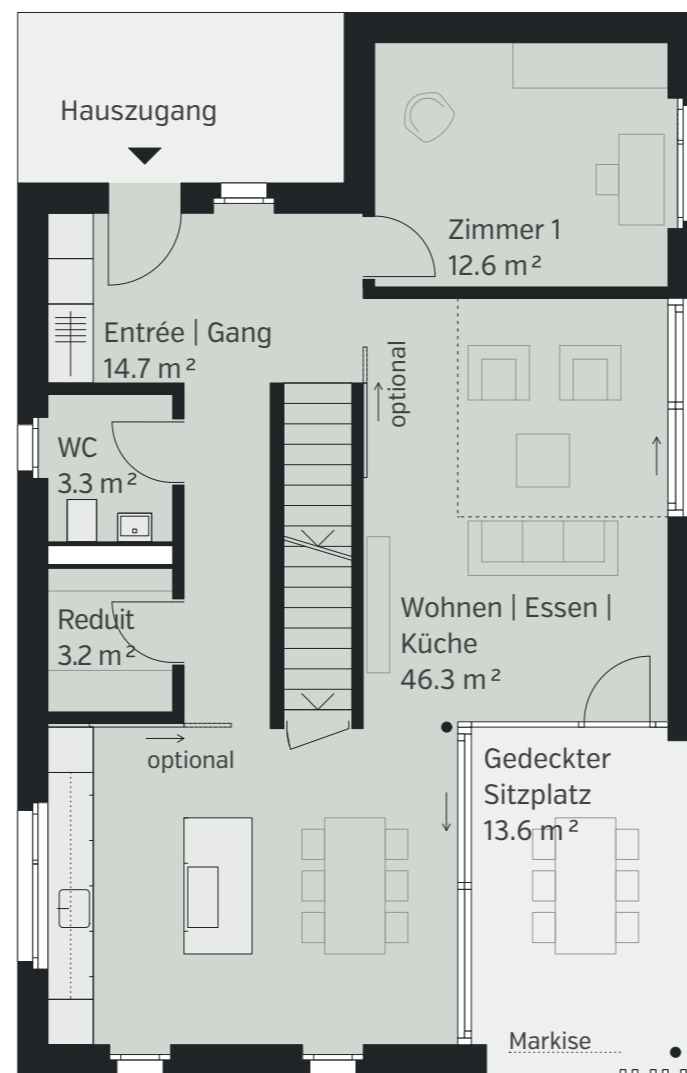 Hauszugang
Zimmer 1
12.6 m²
Entrée | Gang
14.7 m²
optional
WC
3.3 m²
Reduit
3.2 m²
Wohnen | Essen |
Küche
46.3 m²
optional
Gedeckter
Sitzplatz
13.6 m²
Markise